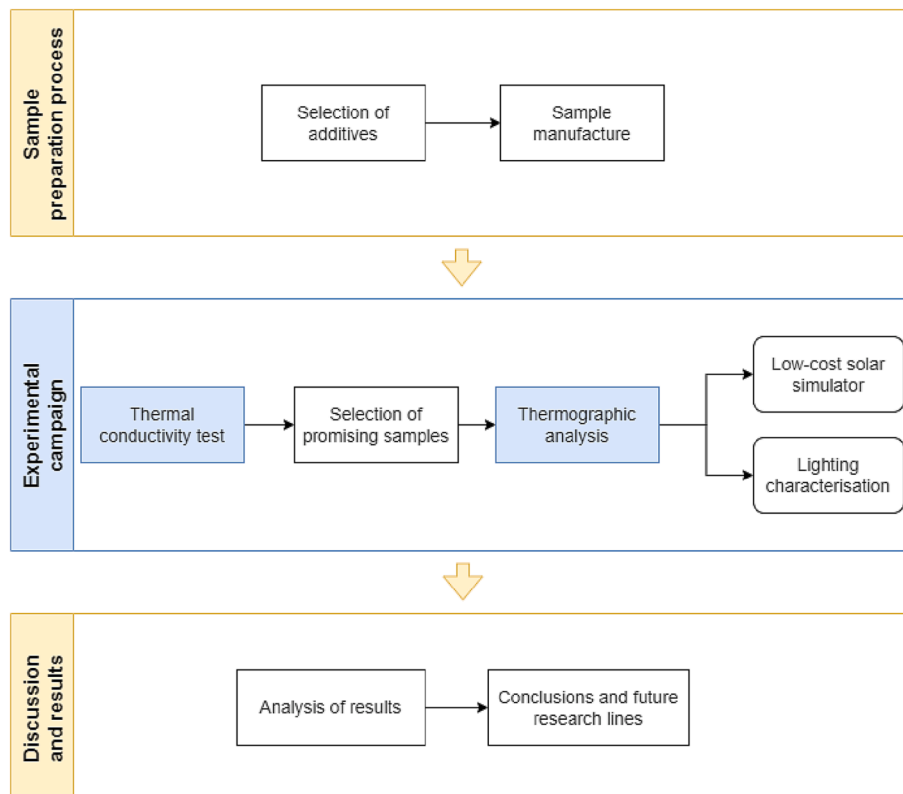 Sample
preparation process
Selection of
additives
Sample
manufacture
Experimental
campaign
Thermal
conductivity test
Selection of
promising samples
Thermographic
analysis
Low-cost solar
simulator
Lighting
characterisation
Discussion
and results
Analysis of results
Conclusions and future
research lines